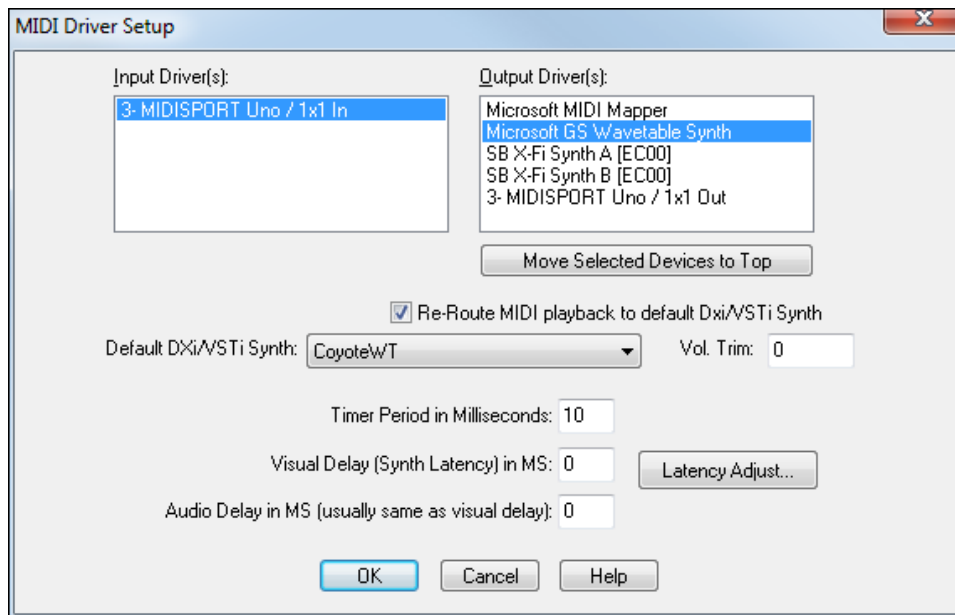 MIDI Driver Setup
x
Input Driver(s):
3- MIDISPORT Uno / 1x1 In
Output Driver(s):
Microsoft MIDI Mapper
Microsoft GS Wavetable Synth
SB X-Fi Synth A [EC00]
SB X-Fi Synth B [EC00]
3- MIDISPORT Uno / 1x1 Out
Move Selected Devices to Top
Re-Route MIDI playback to default Dxi/VSTi Synth
Default DXi/VSTi Synth: CoyoteWT Vol. Trim: 0
Timer Period in Milliseconds: 10
Visual Delay (Synth Latency) in MS: 0 Latency Adjust...
Audio Delay in MS (usually same as visual delay): 0
OK Cancel Help